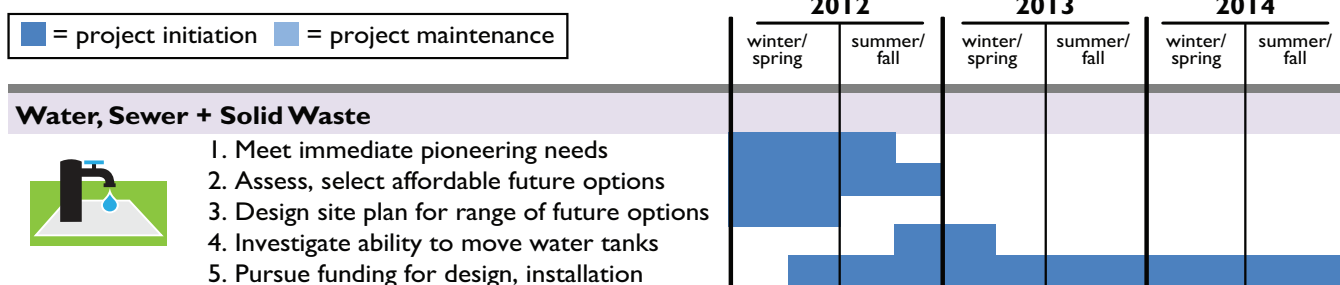 2012 2013 2014
= project initiation = project maintenance
winter/ summer/ winter/ summer/ winter/ summer/
spring fall spring fall spring fall
Water, Sewer + Solid Waste
1. Meet immediate pioneering needs
2. Assess, select affordable future options
3. Design site plan for range of future options
4. Investigate ability to move water tanks
5. Pursue funding for design, installation